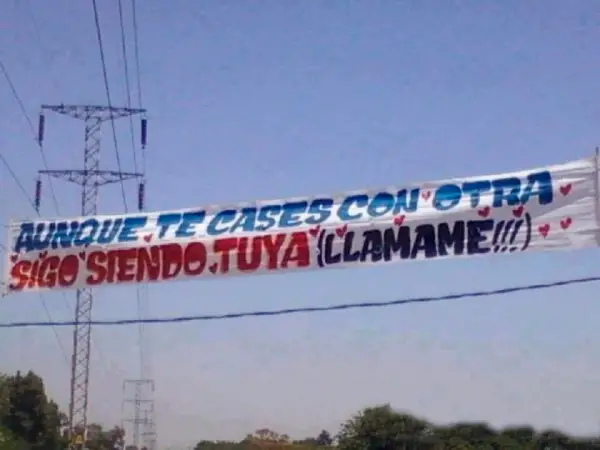 AUNQUE TE CASES CON OTRA
SIGO SIENDO TUYA (LLAMAME!!!)